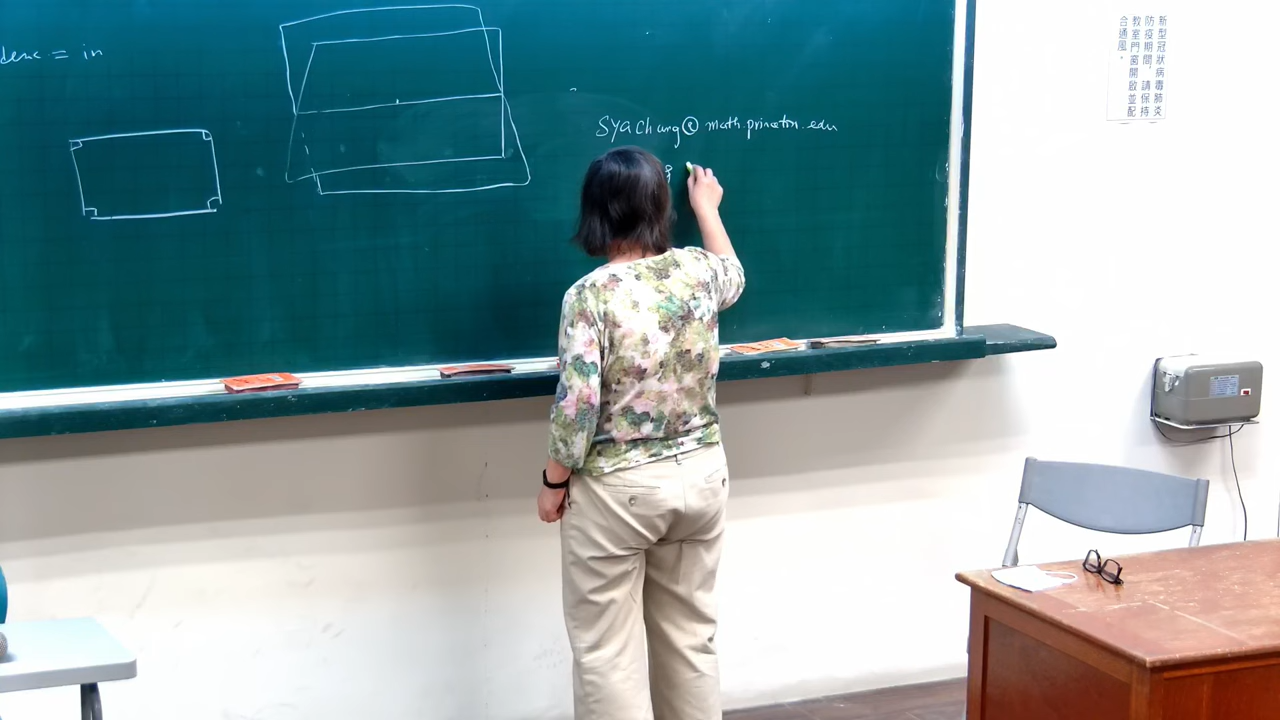 = in
syachang@math.princeton.edu
新型冠狀病毒肺炎
防疫期間，請保持
教室門窗開啟並配
合通風。